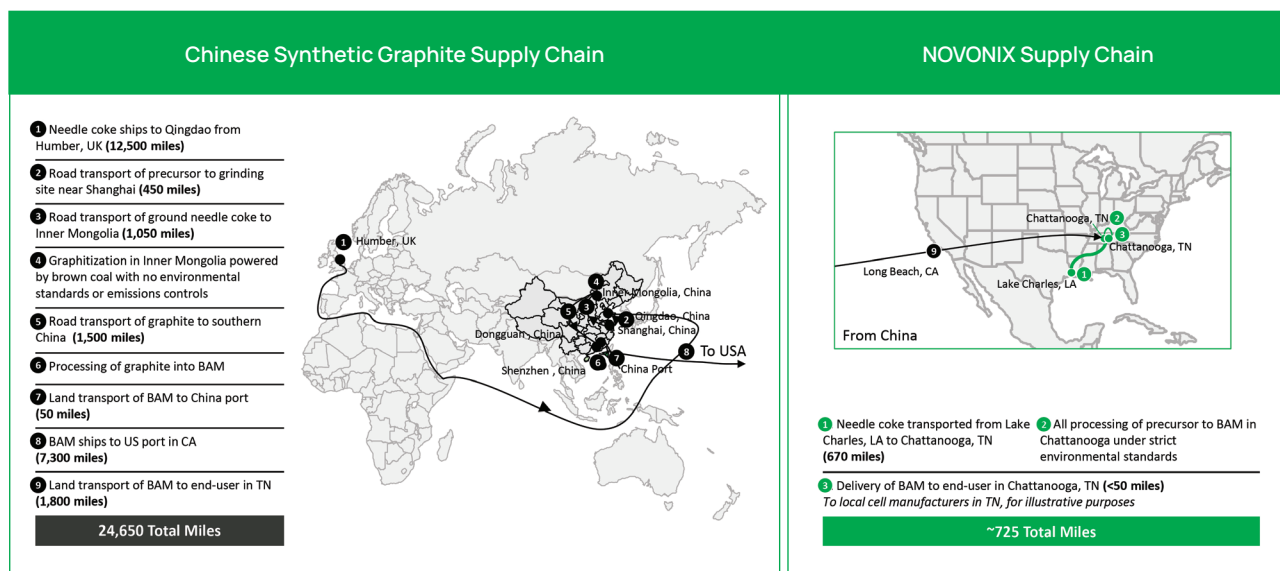 Chinese Synthetic Graphite Supply Chain
1 Needle coke ships to Qingdao from
Humber, UK (12,500 miles)
2 Road transport of precursor to grinding
site near Shanghai (450 miles)
3 Road transport of ground needle coke to
Inner Mongolia (1,050 miles)
4 Graphitization in Inner Mongolia powered
by brown coal with no environmental
standards or emissions controls
5 Road transport of graphite to southern
China (1,500 miles)
6 Processing of graphite into BAM
7 Land transport of BAM to China port
(50 miles)
8 BAM ships to US port in CA
(7,300 miles)
9 Land transport of BAM to end-user in TN
(1,800 miles)
24,650 Total Miles
1 Humber, UK
4
Inner Mongolia, China
3
5
Qingdao, China
2
Shanghai, China
Dongguan , China
8 To USA
6
7
Shenzhen , China
China Port
NOVONIX Supply Chain
Chattanooga, TN 2
3
Chattanooga, TN
9
Long Beach, CA
1
Lake Charles, LA
From China
1 Needle coke transported from Lake
Charles, LA to Chattanooga, TN
(670 miles)
2 All processing of precursor to BAM in
Chattanooga under strict
environmental standards
3 Delivery of BAM to end-user in Chattanooga, TN (<50 miles)
To local cell manufacturers in TN, for illustrative purposes
~725 Total Miles